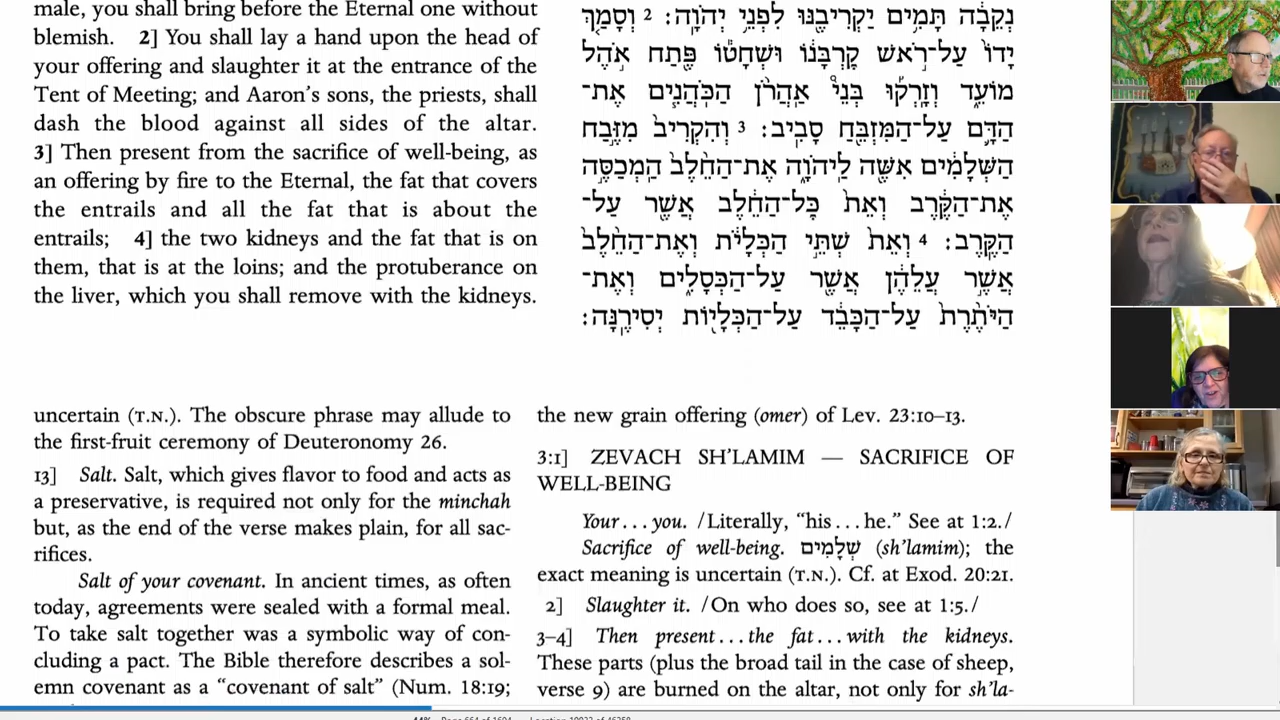 male, you shall bring before the Eternal one without
blemish. 2] You shall lay a hand upon the head of
your offering and slaughter it at the entrance of the
Tent of Meeting; and Aaron’s sons, the priests, shall
dash the blood against all sides of the altar.
3] Then present from the sacrifice of well-being, as
an offering by fire to the Eternal, the fat that covers
the entrails and all the fat that is about the
entrails; 4] the two kidneys and the fat that is on
them, that is at the loins; and the protuberance on
the liver, which you shall remove with the kidneys.
נְקֵבָ֔ה תָּמִ֥ים יַקְרִיבֶ֖נּוּ לִפְנֵ֥י יְהֹוָֽה׃ 2 וְסָמַ֤ךְ
יָדוֹ֙ עַל־רֹ֣אשׁ קׇרְבָּנ֔וֹ וּשְׁחָט֕וֹ פֶּ֖תַח אֹ֣הֶל
מוֹעֵ֑ד וְזָרְק֡וּ בְּנֵי֩ אַהֲרֹ֨ן הַכֹּהֲנִ֧ים אֶת־
הַדָּ֛ם עַל־הַמִּזְבֵּ֖חַ סָבִֽיב׃ 3 וְהִקְרִיב֙ מִזֶּ֣בַח
הַשְּׁלָמִ֔ים אִשֶּׁ֖ה לַיהֹוָ֑ה אֶת־הַחֵ֙לֶב֙ הַֽמְכַסֶּ֣ה
אֶת־הַקֶּ֔רֶב וְאֵת֙ כׇּל־הַחֵ֔לֶב אֲשֶׁ֖ר עַל־
הַקֶּֽרֶב׃ 4 וְאֵת֙ שְׁתֵּ֣י הַכְּלָיֹ֔ת וְאֶת־הַחֵ֙לֶב֙
אֲשֶׁ֣ר עֲלֵהֶ֔ן אֲשֶׁ֖ר עַל־הַכְּסָלִ֑ים וְאֶת־
הַיֹּתֶ֙רֶת֙ עַל־הַכָּבֵ֔ד עַל־הַכְּלָי֖וֹת יְסִירֶֽנָּה׃
uncertain (T.N.). The obscure phrase may allude to
the first-fruit ceremony of Deuteronomy 26.
13] Salt. Salt, which gives flavor to food and acts as
a preservative, is required not only for the minchah
but, as the end of the verse makes plain, for all sac-
rifices.
Salt of your covenant. In ancient times, as often
today, agreements were sealed with a formal meal.
To take salt together was a symbolic way of con-
cluding a pact. The Bible therefore describes a sol-
emn covenant as a “covenant of salt” (Num. 18:19;
the new grain offering (omer) of Lev. 23:10–13.
3:1] ZEVACH SH’LAMIM — SACRIFICE OF
WELL-BEING
Your . . . you. /Literally, “his . . . he.” See at 1:2./
Sacrifice of well-being. שְׁלָמִים (sh’lamim); the
exact meaning is uncertain (T.N.). Cf. at Exod. 20:21.
2] Slaughter it. /On who does so, see at 1:5./
3–4] Then present . . . the fat . . . with the kidneys.
These parts (plus the broad tail in the case of sheep,
verse 9) are burned on the altar, not only for sh’la-